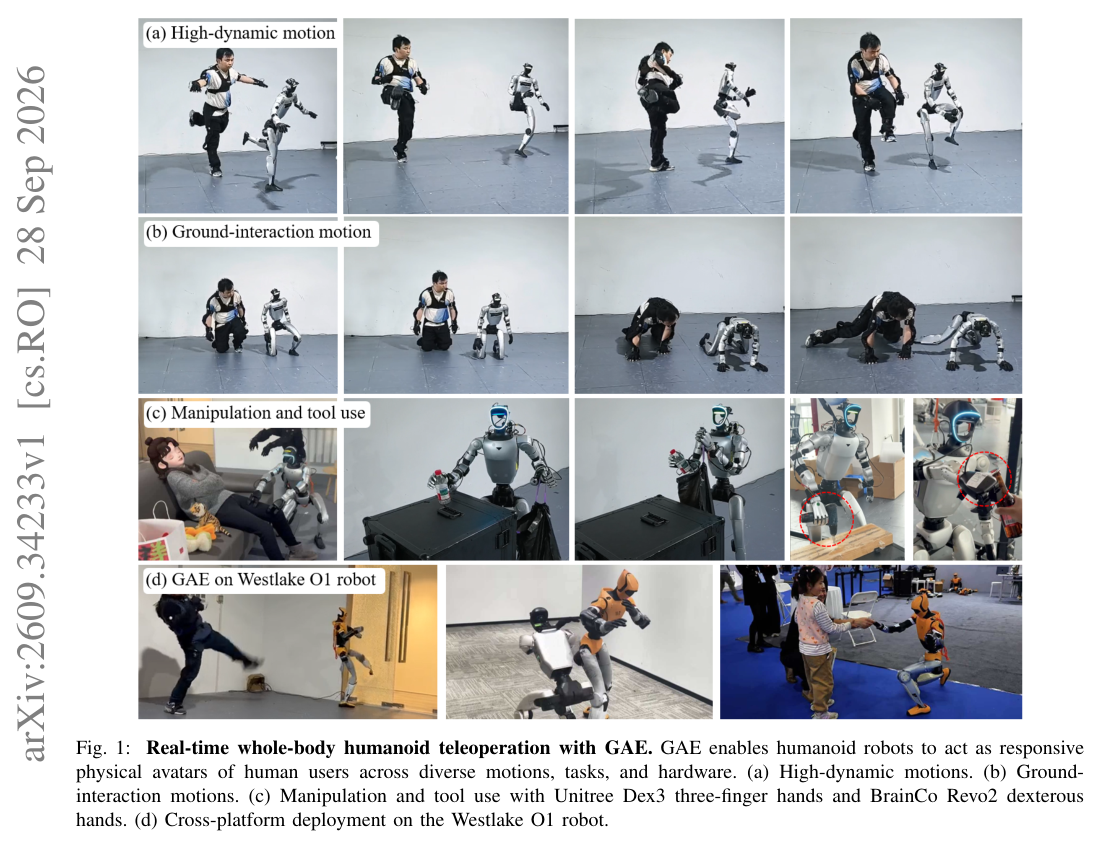 arXiv:2609.34233v1 [cs.RO] 28 Sep 2026
(a) High-dynamic motion
(b) Ground-interaction motion
(c) Manipulation and tool use
(d) GAE on Westlake O1 robot
Fig. 1: Real-time whole-body humanoid teleoperation with GAE. GAE enables humanoid robots to act as responsive
physical avatars of human users across diverse motions, tasks, and hardware. (a) High-dynamic motions. (b) Ground-
interaction motions. (c) Manipulation and tool use with Unitree Dex3 three-finger hands and BrainCo Revo2 dexterous
hands. (d) Cross-platform deployment on the Westlake O1 robot.